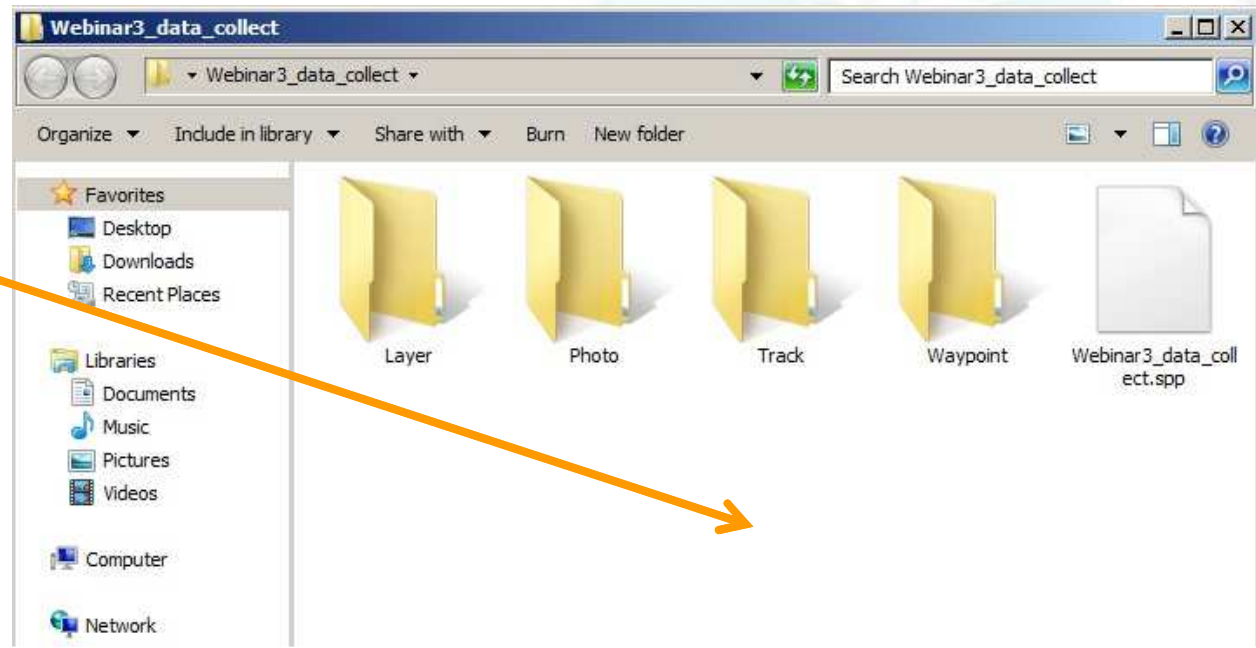 Webinar3_data_collect
Webinar3_data_collect
Search Webinar3_data_collect
Organize Include in library Share with Burn New folder
Favorites
Desktop
Downloads
Recent Places
Libraries
Documents
Music
Pictures
Videos
Computer
Network
Layer
Photo
Track
Waypoint
Webinar3_data_coll
ect.spp